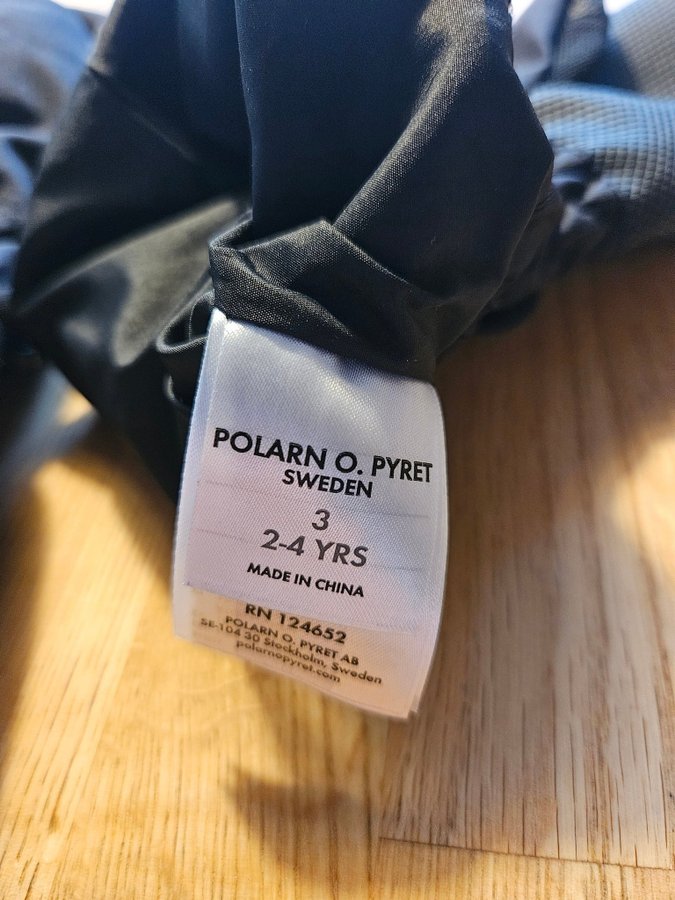 POLARN O. PYRET
SWEDEN
3
2-4 YRS
MADE IN CHINA
RN 124652
POLARN O. PYRET AB
SE-104 30 Stockholm, Sweden
polarnopyret.com